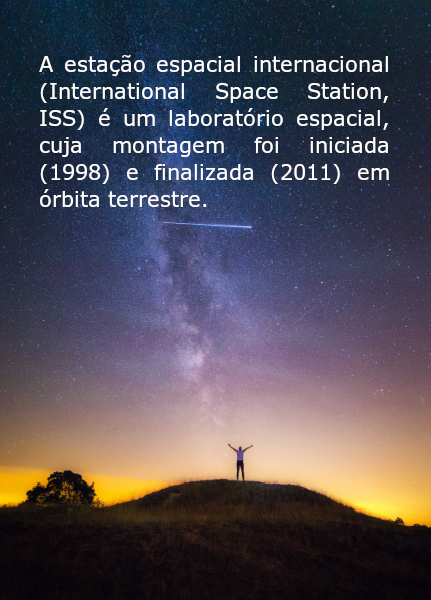 A estação espacial internacional
(International Space Station,
ISS) é um laboratório espacial,
cuja montagem foi iniciada
(1998) e finalizada (2011) em
órbita terrestre.